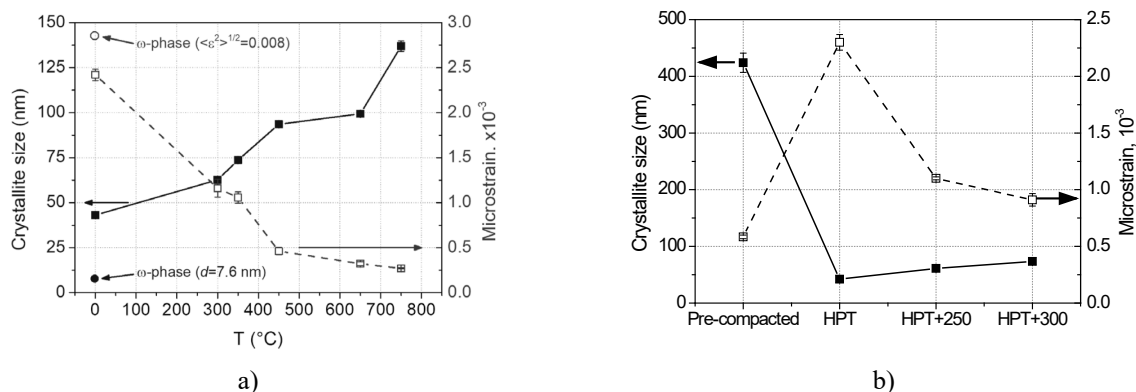 150
125
100
75
50
25
0
Crystallite size (nm)
ω-phase (<ε²>¹/²=0.008)
ω-phase (d=7.6 nm)
3.0
2.5
2.0
1.5
1.0
0.5
0.0
Microstrain. x10⁻³
0 100 200 300 400 500 600 700 800
T (°C)
a)
500
400
300
200
100
0
Crystallite size (nm)
2.5
2.0
1.5
1.0
0.5
0.0
Microstrain, 10⁻³
Pre-compacted HPT HPT+250 HPT+300
b)